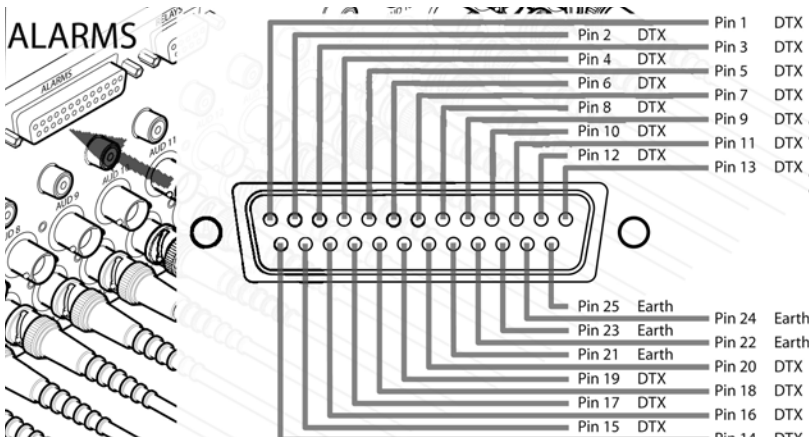 ALARMS
ALARMS
AUD 11
AUD 9
Pin 1 DTX
Pin 2 DTX
Pin 3 DTX
Pin 4 DTX
Pin 5 DTX
Pin 6 DTX
Pin 7 DTX
Pin 8 DTX
Pin 9 DTX
Pin 10 DTX
Pin 11 DTX
Pin 12 DTX
Pin 13 DTX
Pin 25 Earth
Pin 24 Earth
Pin 23 Earth
Pin 22 Earth
Pin 21 Earth
Pin 20 DTX
Pin 19 DTX
Pin 18 DTX
Pin 17 DTX
Pin 16 DTX
Pin 15 DTX
Pin 14 DTX